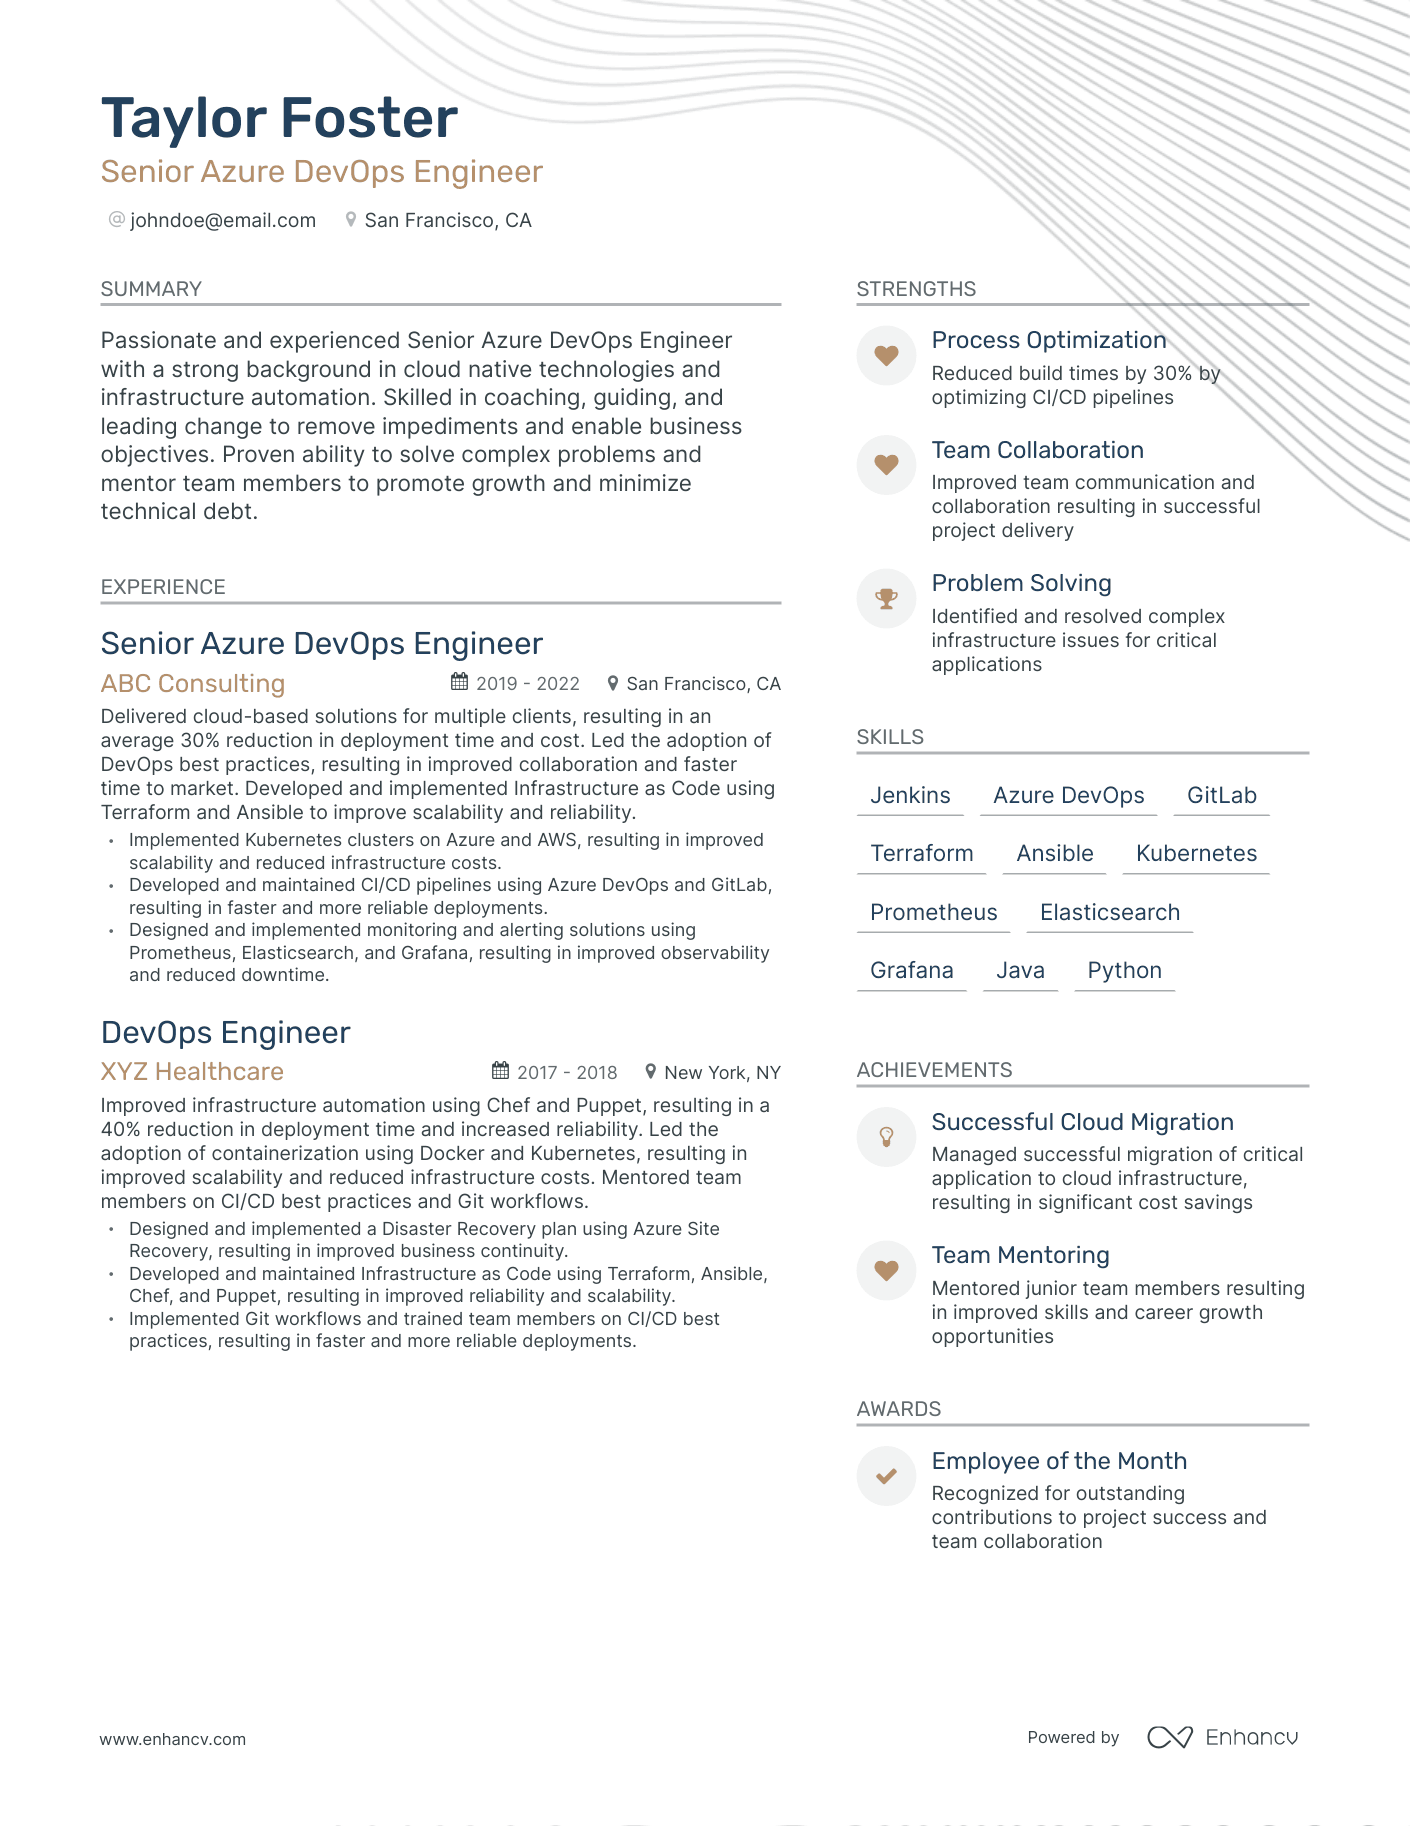 Taylor Foster
Senior Azure DevOps Engineer
@ johndoe@email.com San Francisco, CA
SUMMARY
Passionate and experienced Senior Azure DevOps Engineer
with a strong background in cloud native technologies and
infrastructure automation. Skilled in coaching, guiding, and
leading change to remove impediments and enable business
objectives. Proven ability to solve complex problems and
mentor team members to promote growth and minimize
technical debt.
EXPERIENCE
Senior Azure DevOps Engineer
ABC Consulting 2019 - 2022 San Francisco, CA
Delivered cloud-based solutions for multiple clients, resulting in an
average 30% reduction in deployment time and cost. Led the adoption of
DevOps best practices, resulting in improved collaboration and faster
time to market. Developed and implemented Infrastructure as Code using
Terraform and Ansible to improve scalability and reliability.
• Implemented Kubernetes clusters on Azure and AWS, resulting in improved
scalability and reduced infrastructure costs.
• Developed and maintained CI/CD pipelines using Azure DevOps and GitLab,
resulting in faster and more reliable deployments.
• Designed and implemented monitoring and alerting solutions using
Prometheus, Elasticsearch, and Grafana, resulting in improved observability
and reduced downtime.
DevOps Engineer
XYZ Healthcare 2017 - 2018 New York, NY
Improved infrastructure automation using Chef and Puppet, resulting in a
40% reduction in deployment time and increased reliability. Led the
adoption of containerization using Docker and Kubernetes, resulting in
improved scalability and reduced infrastructure costs. Mentored team
members on CI/CD best practices and Git workflows.
• Designed and implemented a Disaster Recovery plan using Azure Site
Recovery, resulting in improved business continuity.
• Developed and maintained Infrastructure as Code using Terraform, Ansible,
Chef, and Puppet, resulting in improved reliability and scalability.
• Implemented Git workflows and trained team members on CI/CD best
practices, resulting in faster and more reliable deployments.
STRENGTHS
Process Optimization
Reduced build times by 30% by
optimizing CI/CD pipelines
Team Collaboration
Improved team communication and
collaboration resulting in successful
project delivery
Problem Solving
Identified and resolved complex
infrastructure issues for critical
applications
SKILLS
Jenkins Azure DevOps GitLab
Terraform Ansible Kubernetes
Prometheus Elasticsearch
Grafana Java Python
ACHIEVEMENTS
Successful Cloud Migration
Managed successful migration of critical
application to cloud infrastructure,
resulting in significant cost savings
Team Mentoring
Mentored junior team members resulting
in improved skills and career growth
opportunities
AWARDS
Employee of the Month
Recognized for outstanding
contributions to project success and
team collaboration
www.enhancv.com
Powered by Enhancv